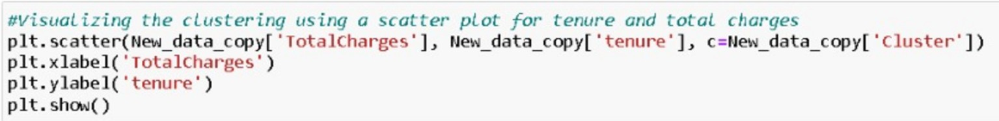 #Visualizing the clustering using a scatter plot for tenure and total charges
plt.scatter(New_data_copy['TotalCharges'], New_data_copy['tenure'], c=New_data_copy['Cluster'])
plt.xlabel('TotalCharges')
plt.ylabel('tenure')
plt.show()